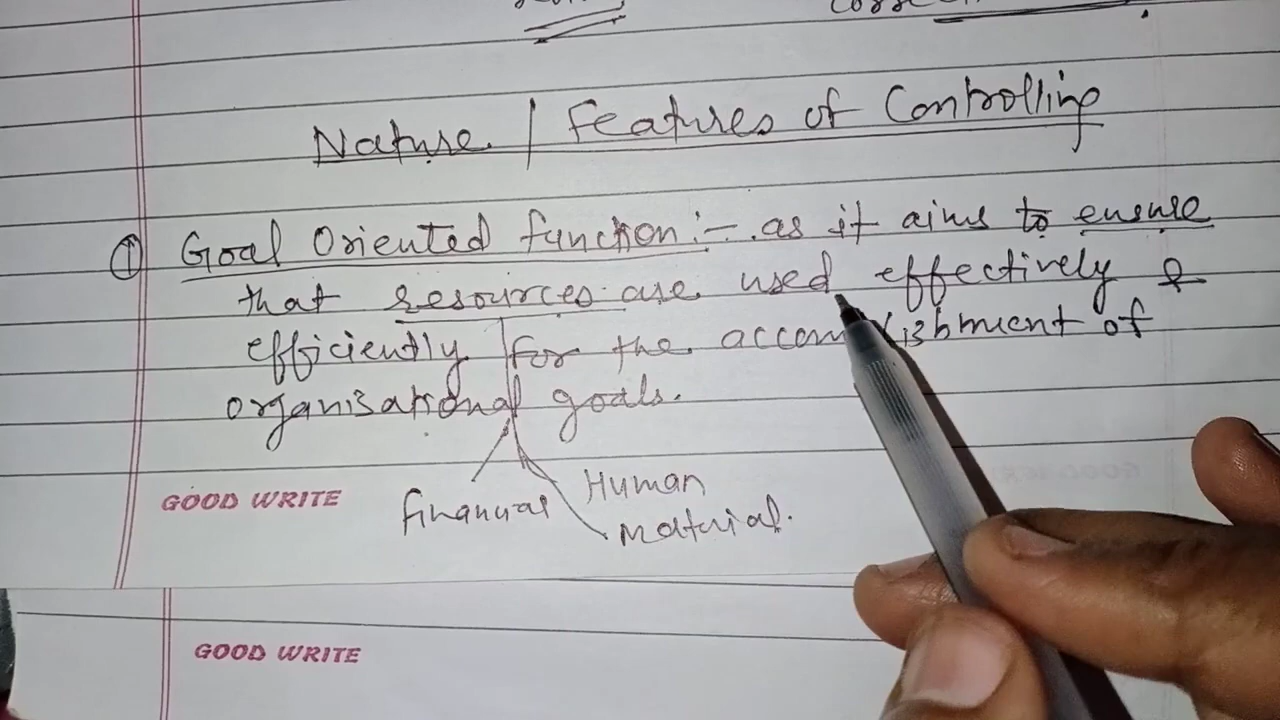 Nature / Features of Controlling
① Goal Oriented function :- as it aims to ensure
that resources are used effectively &
efficiently for the accomplishment of
organisational goals.
financial Human
Material.
GOOD WRITE
GOOD WRITE